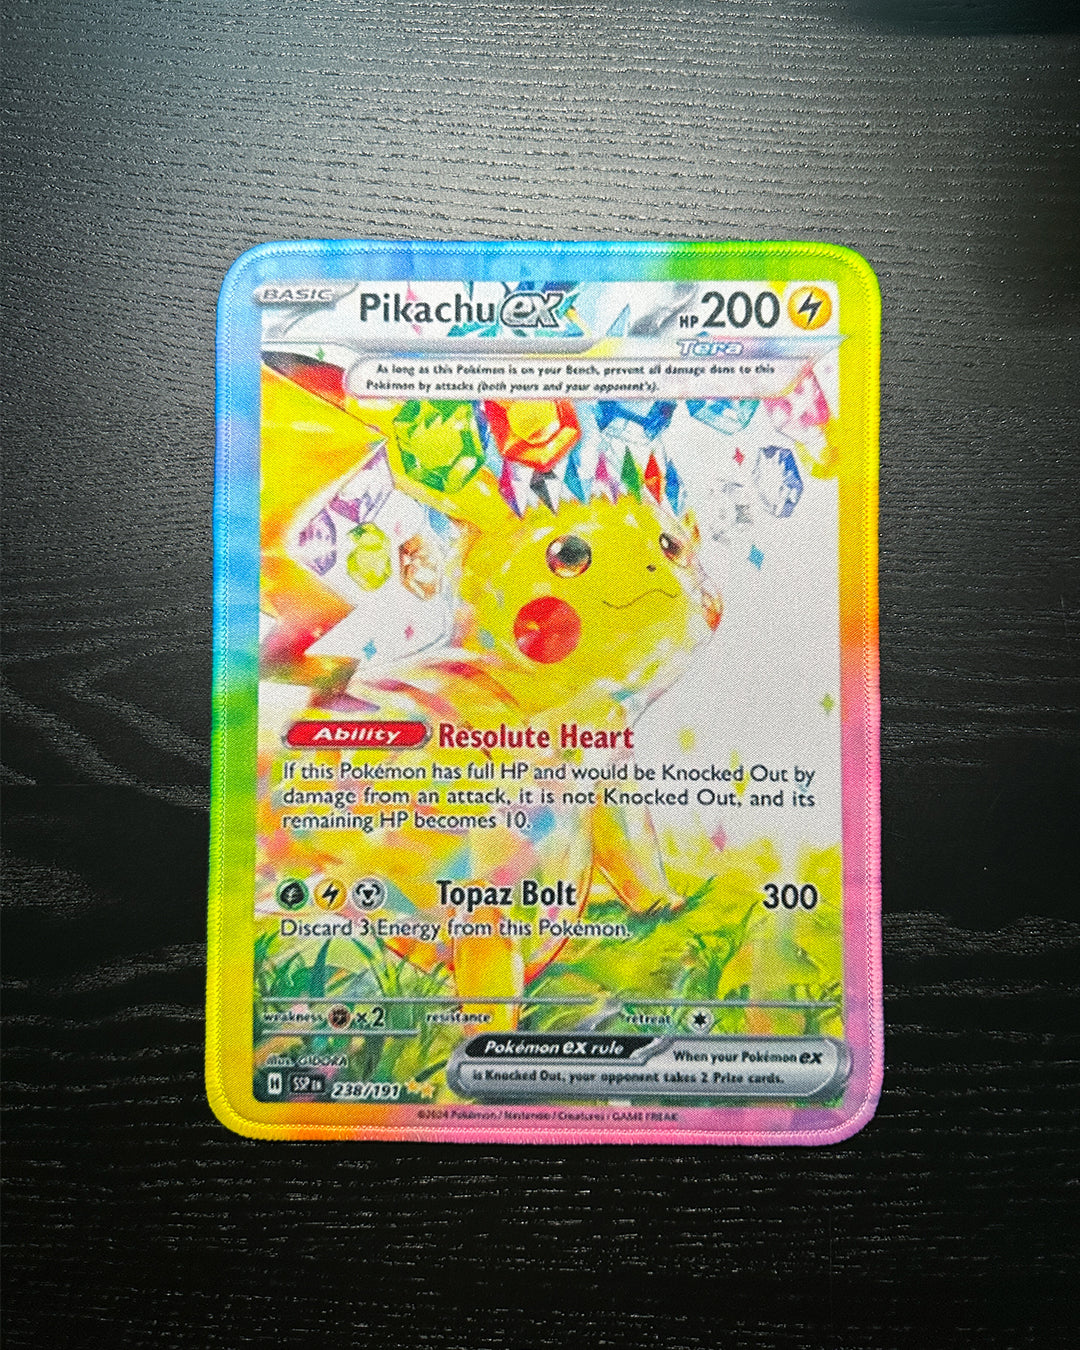 BASIC Pikachu ex HP 200
Tera
As long as this Pokémon is on your Bench, prevent all damage done to this
Pokémon by attacks (both yours and your opponent's).
Ability Resolute Heart
If this Pokémon has full HP and would be Knocked Out by
damage from an attack, it is not Knocked Out, and its
remaining HP becomes 10.
Topaz Bolt 300
Discard 3 Energy from this Pokémon.
weakness x2 resistance retreat
Pokémon ex rule When your Pokémon ex
is Knocked Out, your opponent takes 2 Prize cards.
Illus. GIDORA
H SSP EN 238/191
©2024 Pokémon / Nintendo / Creatures / GAME FREAK